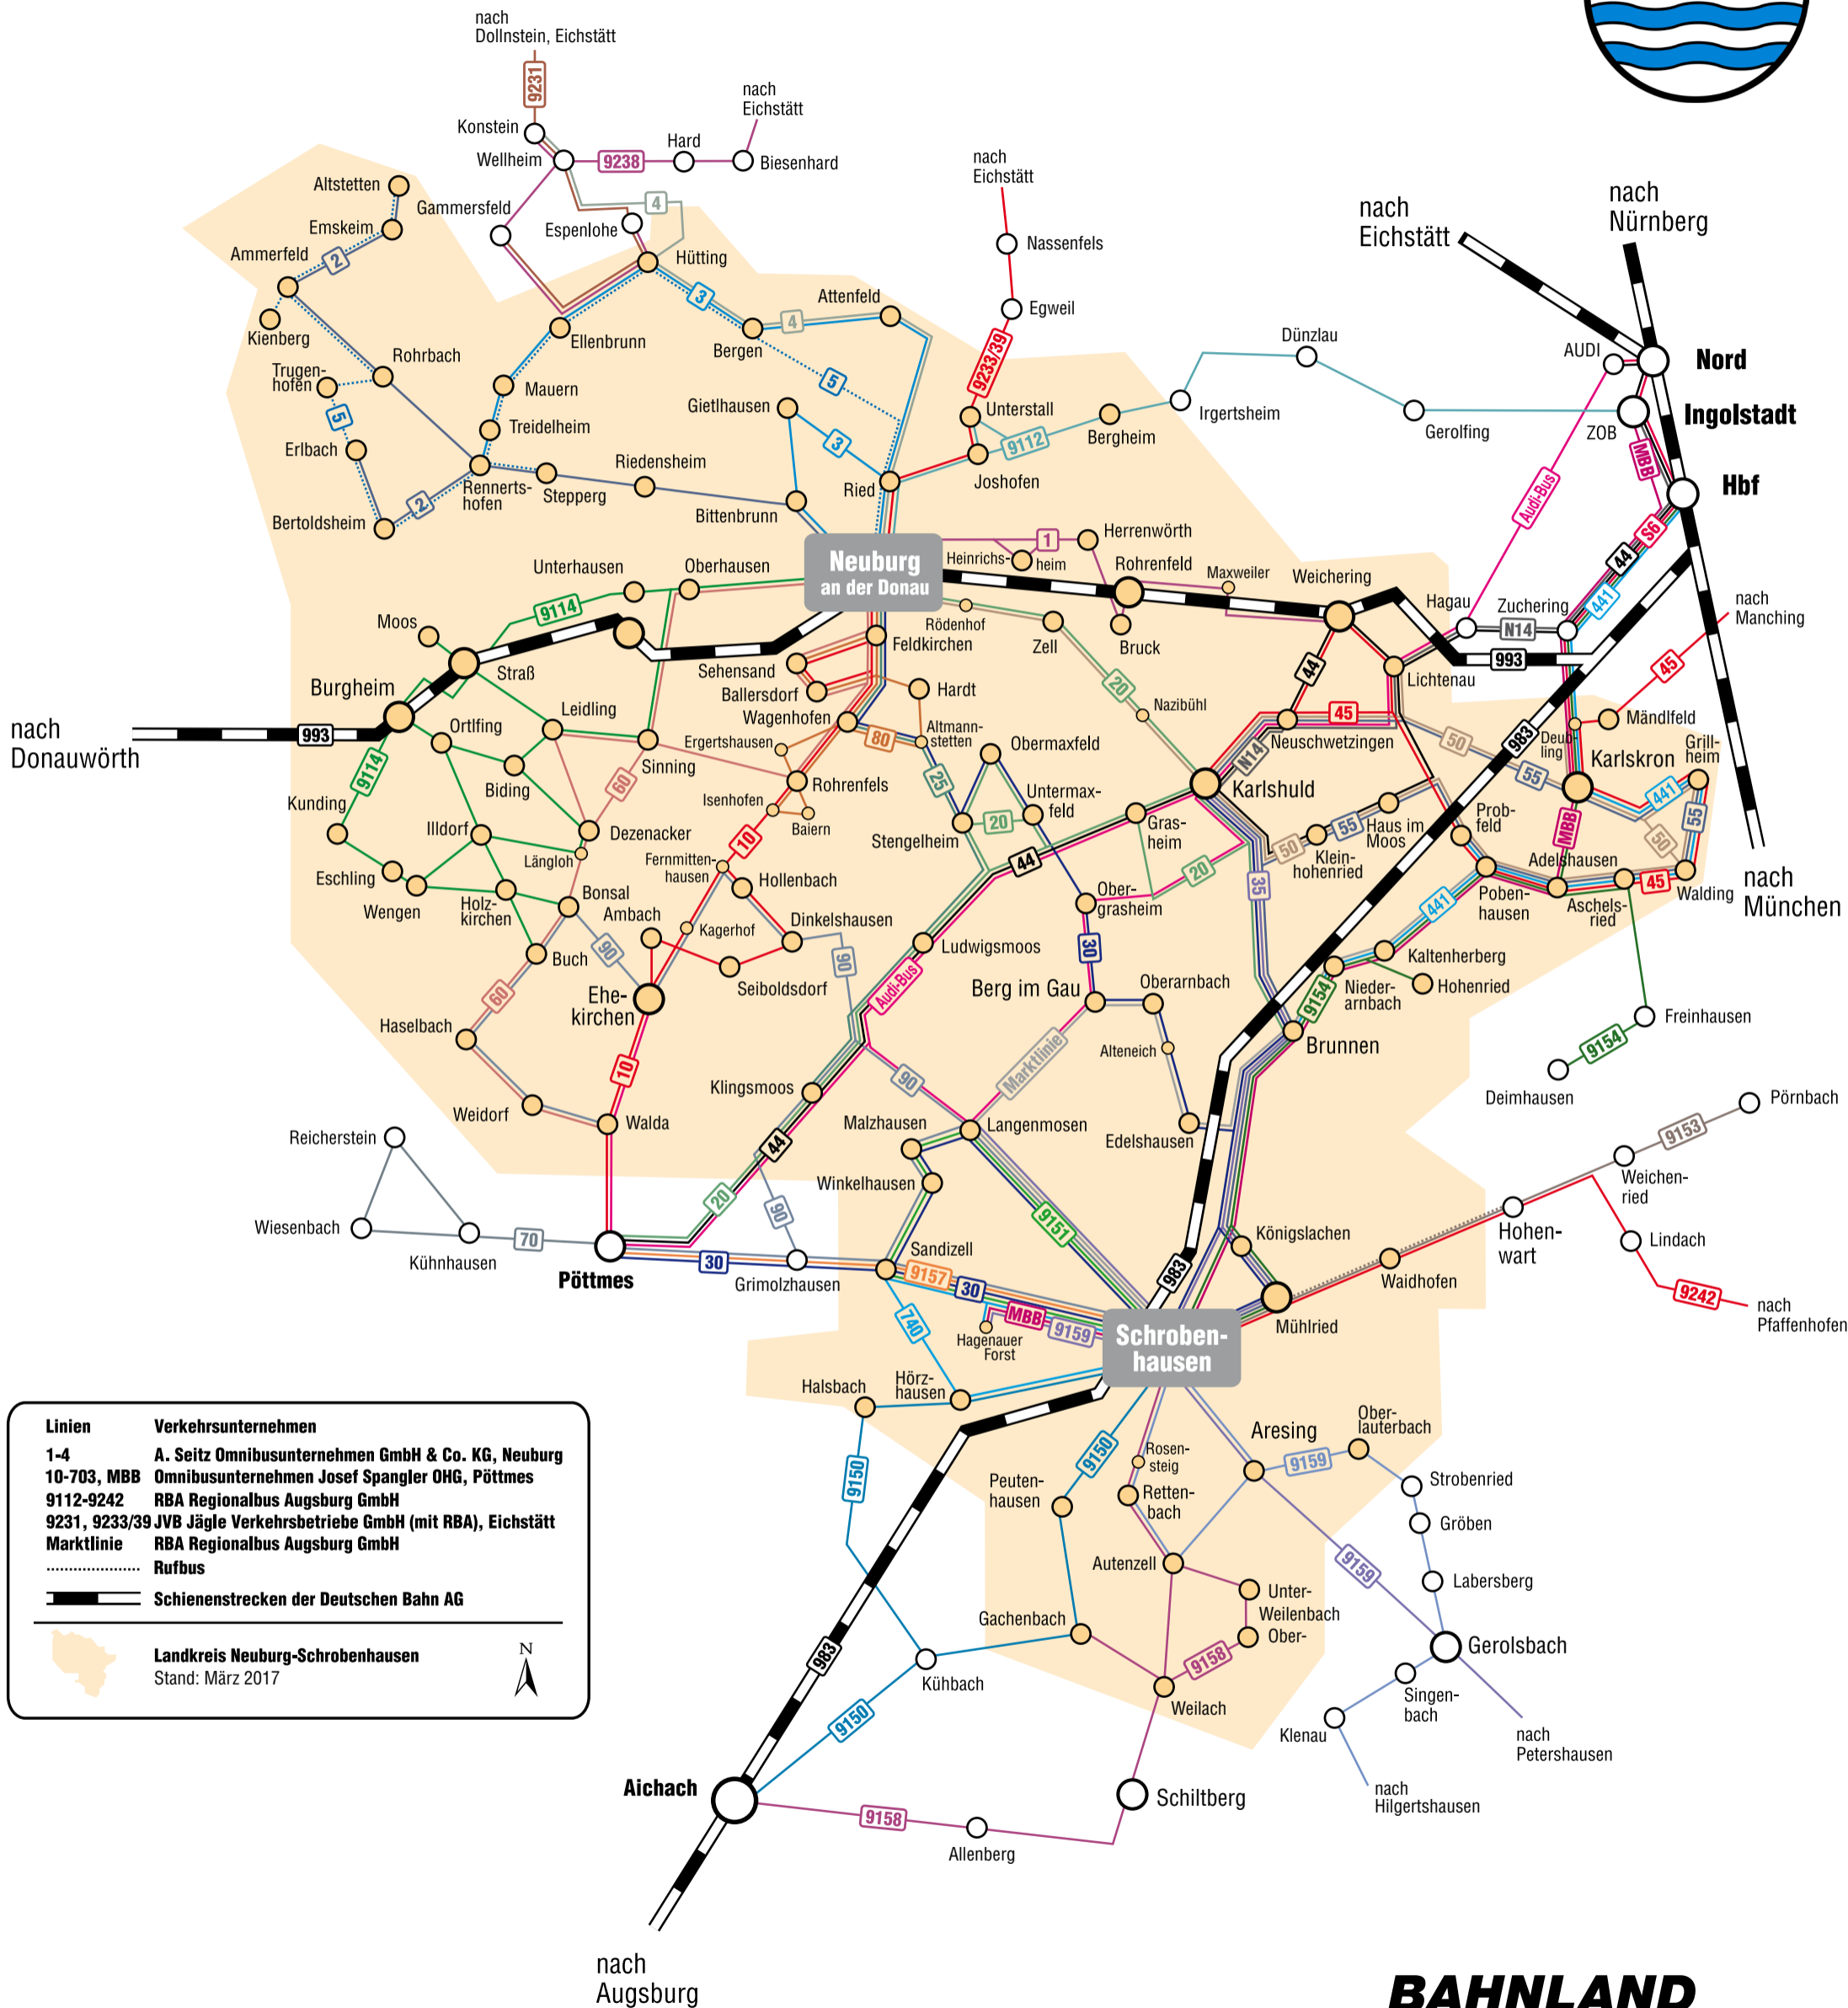 nach
Dollnstein, Eichstätt
9231
Konstein
Wellheim
9238
Hard
nach
Eichstätt
Biesenhard
4
Altstetten
Emskeim
Gammersfeld
Espenlohe
Ammerfeld
2
Hütting
Kienberg
3
Attenfeld
4
Ellenbrunn
Bergen
Rohrbach
Trugen-
hofen
5
Mauern
5
Gietlhausen
Treidelheim
3
Erlbach
Riedensheim
Rennerts-
hofen
Stepperg
Ried
2
Bertoldsheim
Bittenbrunn
nach
Eichstätt
Nassenfels
Egweil
9233/39
Unterstall
9112
Bergheim
Joshofen
Irgertsheim
Dünzlau
Gerolfing
nach
Eichstätt
nach
Nürnberg
AUDI
Nord
Ingolstadt
ZOB
MBB
Hbf
Audi-Bus
S6
44
441
Neuburg
an der Donau
1
Herrenwörth
Heinrichs-
heim
Rohrenfeld
Maxweiler
Weichering
Hagau
Zuchering
N14
nach
Manching
Unterhausen
Oberhausen
9114
Moos
Straß
Burgheim
nach
Donauwörth
993
Rödenhof
Zell
Bruck
Feldkirchen
Sehensand
Ballersdorf
Hardt
20
44
Lichtenau
993
45
Leidling
Ortlfing
Wagenhofen
Altmann-
stetten
80
Nazibühl
45
Neuschwetzingen
Mändlfeld
Deub-
ling
Karlskron
Grill-
heim
983
50
55
Ergertshausen
Obermaxfeld
Sinning
9114
Biding
60
Rohrenfels
25
Untermax-
feld
N14
Karlshuld
Kunding
Isenhofen
Baiern
441
55
Illdorf
Dezenacker
10
Stengelheim
20
Gras-
heim
Haus im
Moos
55
50
Klein-
hohenried
Prob-
feld
MBB
50
Längloh
Fernmitten-
hausen
44
20
35
Adelshausen
45
Walding
Eschling
Wengen
Holz-
kirchen
Bonsal
Hollenbach
Ober-
grasheim
Poben-
hausen
Aschels-
ried
nach
München
Ambach
Kagerhof
Dinkelshausen
441
90
90
Buch
Ludwigsmoos
30
Kaltenherberg
60
Ehe-
kirchen
Seiboldsdorf
Audi-Bus
Berg im Gau
Oberarnbach
Nieder-
arnbach
Hohenried
9154
Haselbach
Brunnen
Freinhausen
9154
Deimhausen
Alteneich
10
Marktlinie
Klingsmoos
90
Weidorf
Walda
Malzhausen
Langenmosen
Edelshausen
Pörnbach
9153
Reicherstein
44
Weichen-
ried
Winkelhausen
20
90
9151
Wiesenbach
70
Kühnhausen
Königslachen
Hohen-
wart
Lindach
Sandizell
Pöttmes
30
Grimolzhausen
9157
30
983
Waidhofen
9242
nach
Pfaffenhofen
740
MBB
9159
Hagenauer
Forst
Schroben-
hausen
Mühlried
Halsbach
Hörz-
hausen
Aresing
Ober-
lauterbach
9159
Strobenried
9150
9150
Rosen-
steig
Peuten-
hausen
Retten-
bach
Gröben
Autenzell
9159
Labersberg
Unter-
Weilenbach
Ober-
Gachenbach
9158
Gerolsbach
983
Kühbach
Weilach
Singen-
bach
Klenau
nach
Petershausen
9150
Aichach
Schiltberg
nach
Hilgertshausen
9158
Allenberg
nach
Augsburg
Linien Verkehrsunternehmen
1-4 A. Seitz Omnibusunternehmen GmbH & Co. KG, Neuburg
10-703, MBB Omnibusunternehmen Josef Spangler OHG, Pöttmes
9112-9242 RBA Regionalbus Augsburg GmbH
9231, 9233/39 JVB Jägle Verkehrsbetriebe GmbH (mit RBA), Eichstätt
Marktlinie RBA Regionalbus Augsburg GmbH
Rufbus
Schienenstrecken der Deutschen Bahn AG
Landkreis Neuburg-Schrobenhausen
Stand: März 2017
N
BAHNLAND